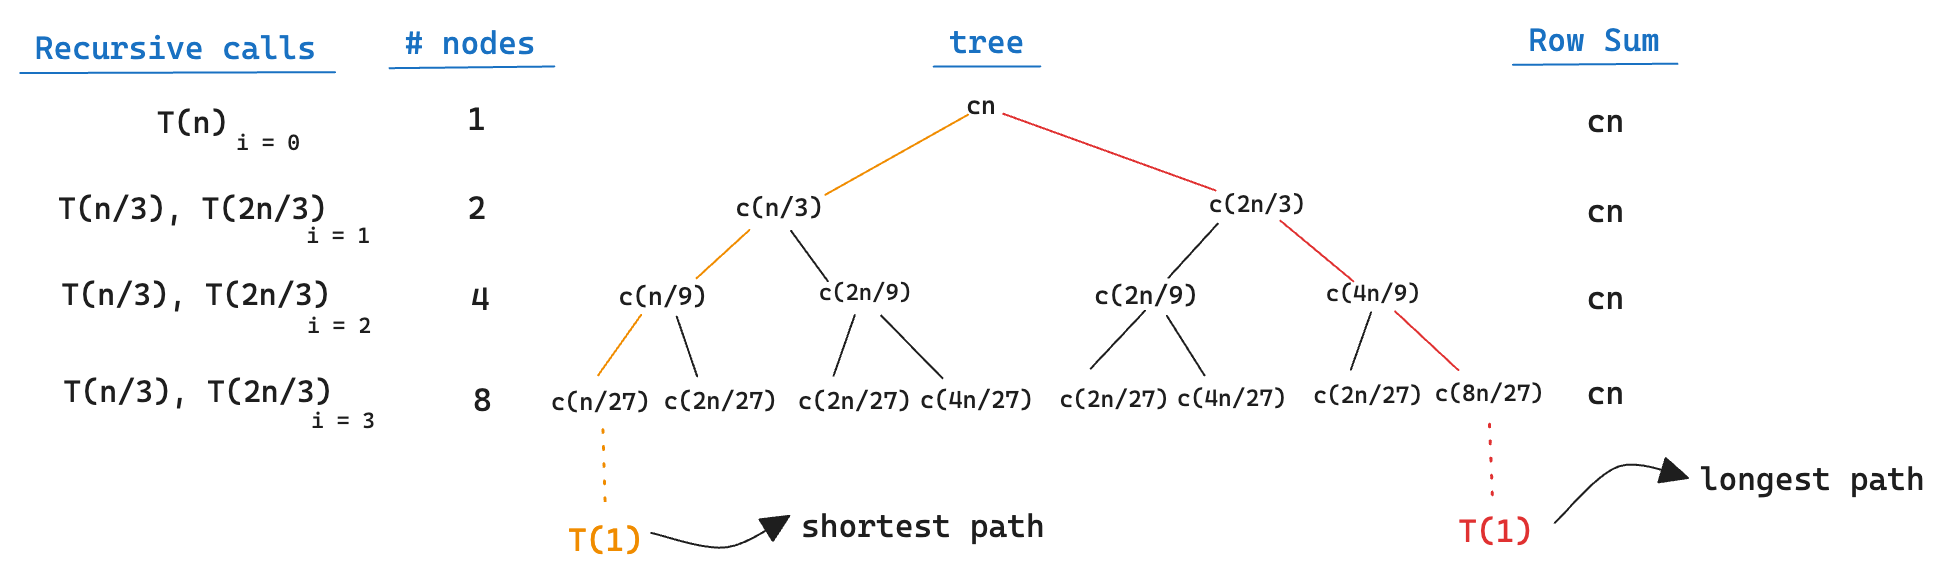 Recursive calls # nodes tree Row Sum
T(n) i = 0 1 cn cn
T(n/3), T(2n/3) i = 1 2 c(n/3) c(2n/3) cn
T(n/3), T(2n/3) i = 2 4 c(n/9) c(2n/9) c(2n/9) c(4n/9) cn
T(n/3), T(2n/3) i = 3 8 c(n/27) c(2n/27) c(2n/27) c(4n/27) c(2n/27) c(4n/27) c(2n/27) c(8n/27) cn
longest path
T(1) shortest path T(1)